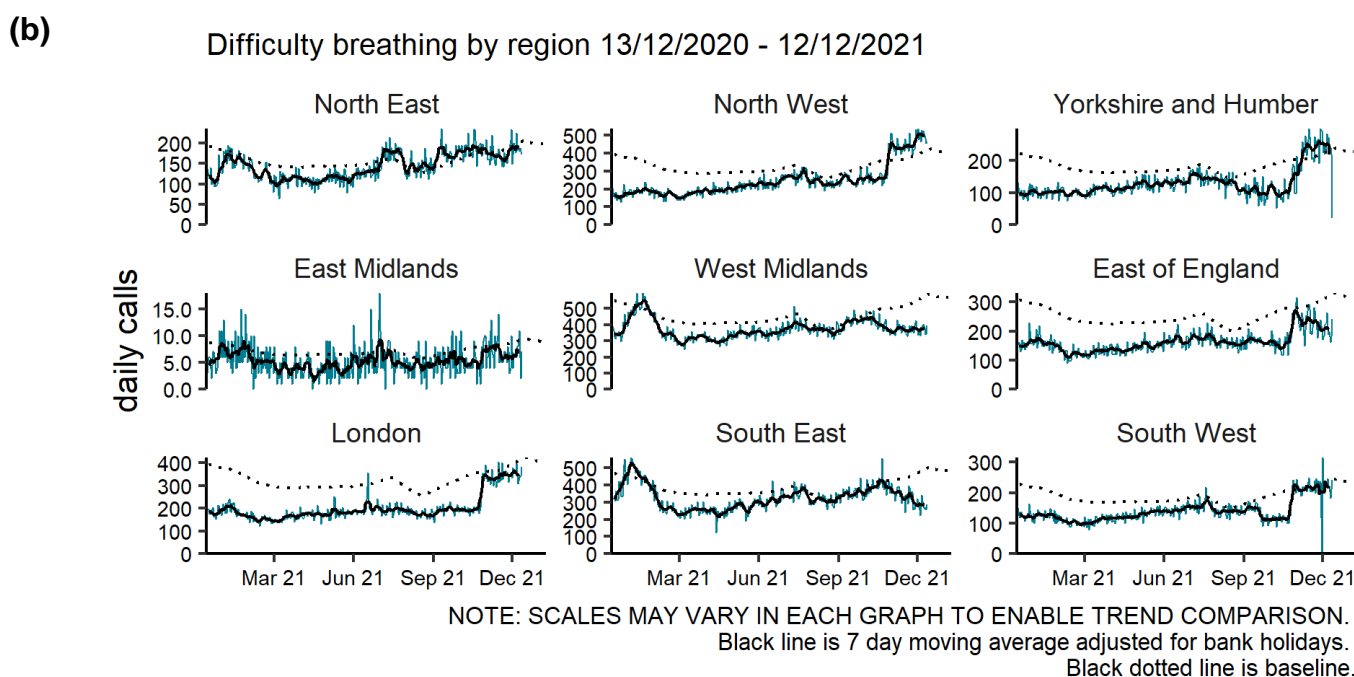 (b)
Difficulty breathing by region 13/12/2020 - 12/12/2021
North East
200
150
100
50
0
North West
500
400
300
200
100
0
Yorkshire and Humber
200
100
0
daily calls
East Midlands
15.0
10.0
5.0
0.0
West Midlands
500
400
300
200
100
0
East of England
300
200
100
0
London
400
300
200
100
0
Mar 21 Jun 21 Sep 21 Dec 21
South East
500
400
300
200
100
0
Mar 21 Jun 21 Sep 21 Dec 21
South West
300
200
100
0
Mar 21 Jun 21 Sep 21 Dec 21
NOTE: SCALES MAY VARY IN EACH GRAPH TO ENABLE TREND COMPARISON.
Black line is 7 day moving average adjusted for bank holidays.
Black dotted line is baseline.